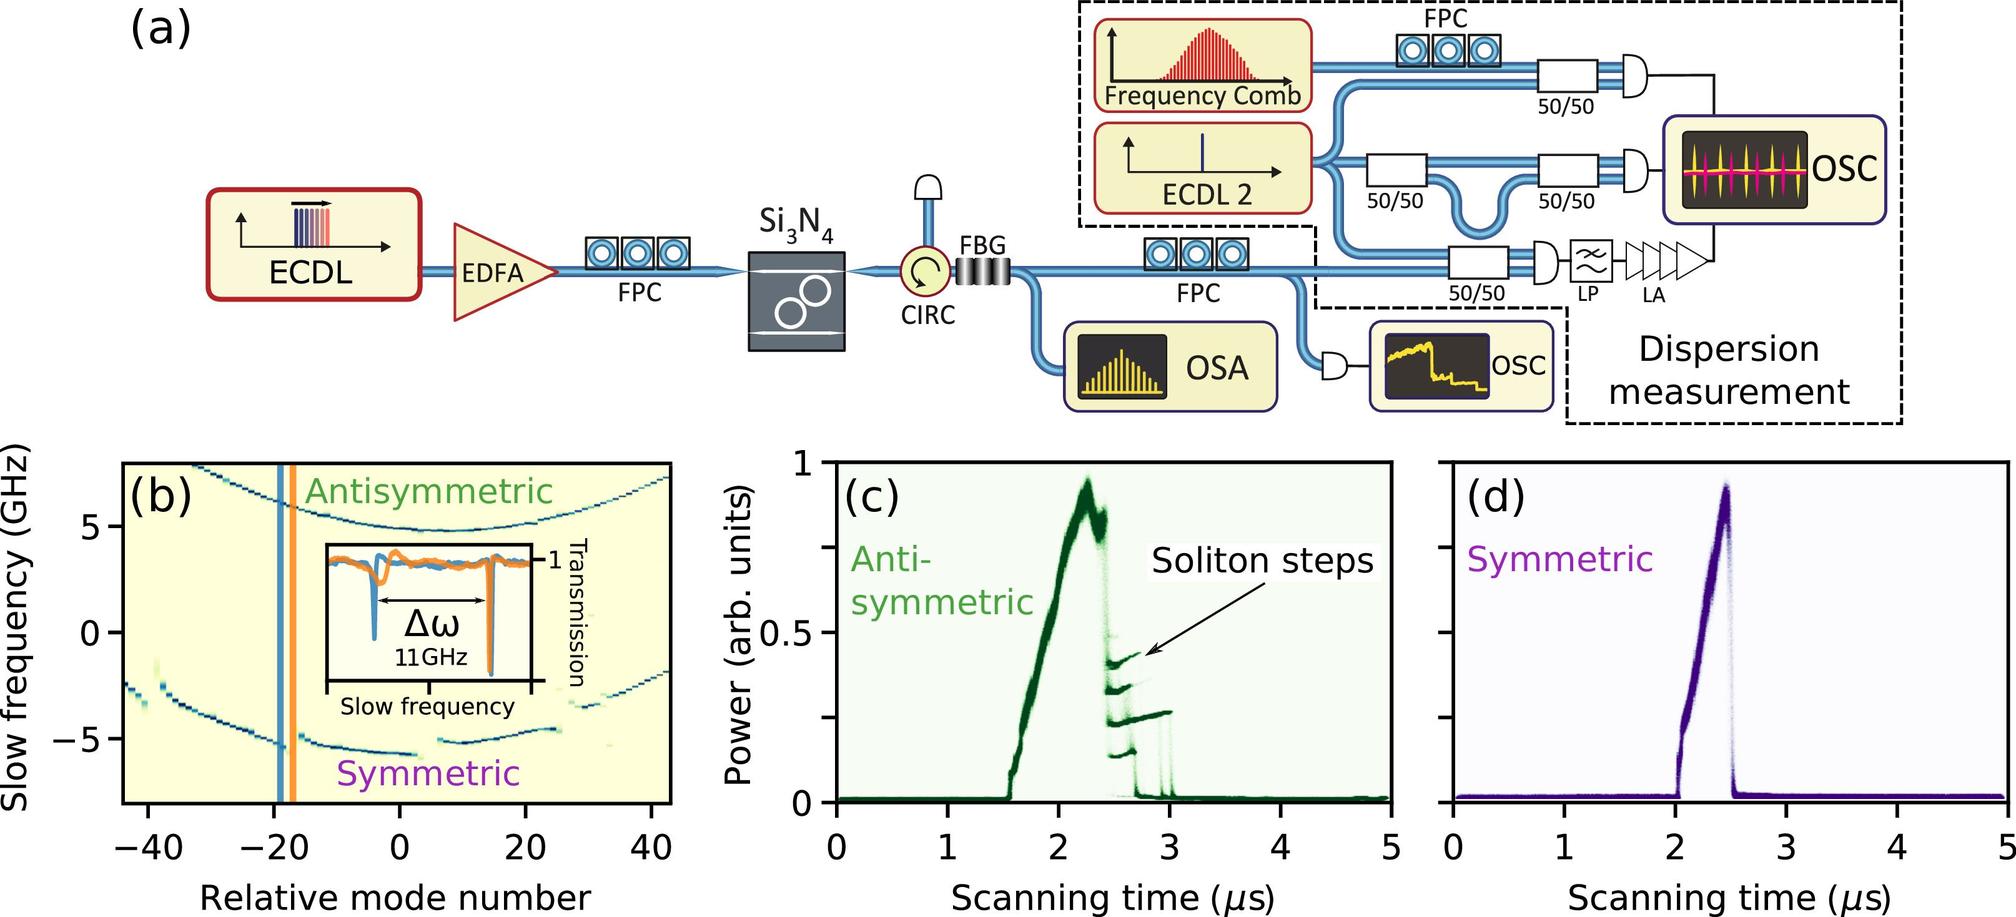 (a)
ECDL
EDFA
FPC
Si3N4
CIRC
FBG
FPC
OSA
OSC
Frequency Comb
ECDL 2
FPC
50/50
50/50
50/50
50/50
LP
LA
OSC
Dispersion
measurement
(b)
Antisymmetric
Symmetric
Δω
11GHz
1
Transmission
Slow frequency
Slow frequency (GHz)
5
0
−5
−40
−20
0
20
40
Relative mode number
(c)
Anti-
symmetric
Soliton steps
Power (arb. units)
1
0.5
0
0
1
2
3
4
5
Scanning time (μs)
(d)
Symmetric
0
1
2
3
4
5
Scanning time (μs)